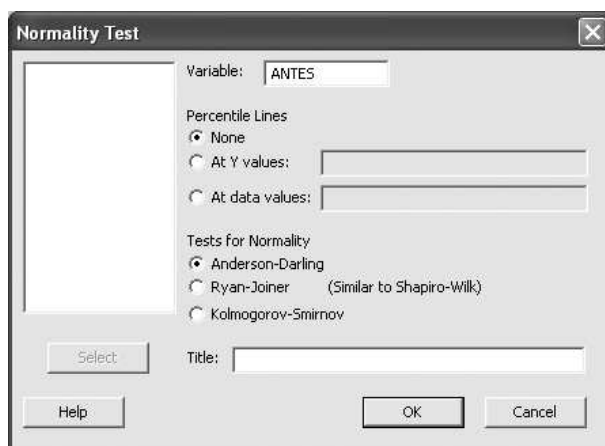 Normality Test
Variable: ANTES
Percentile Lines
None
At Y values:
At data values:
Tests for Normality
Anderson-Darling
Ryan-Joiner (Similar to Shapiro-Wilk)
Kolmogorov-Smirnov
Select
Title:
Help
OK
Cancel